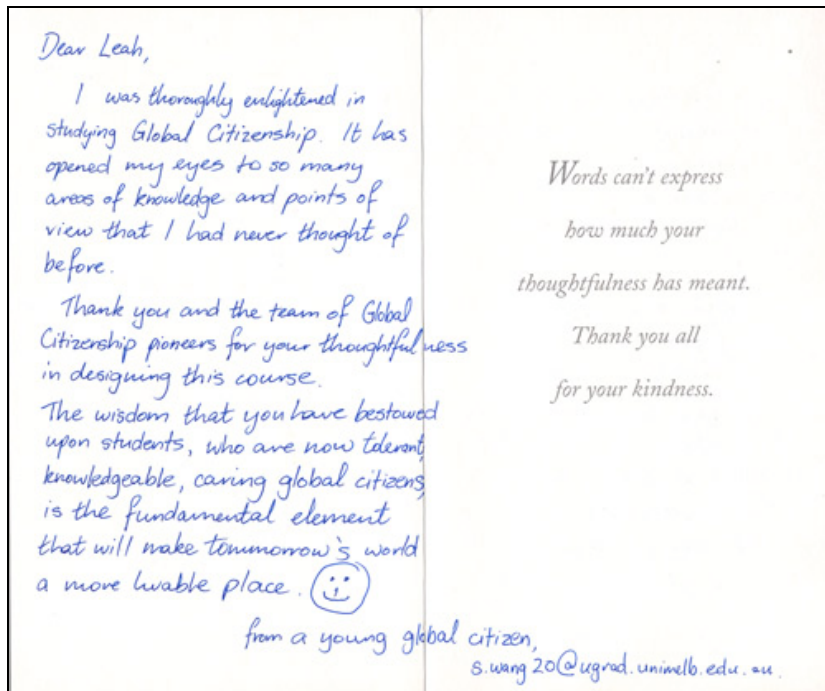 Dear Leah,
I was thoroughly enlightened in
studying Global Citizenship. It has
opened my eyes to so many
areas of knowledge and points of
view that I had never thought of
before.
Thank you and the team of Global
Citizenship pioneers for your thoughtfulness
in designing this course.
The wisdom that you have bestowed
upon students, who are now tolerant,
knowledgeable, caring global citizens,
is the fundamental element
that will make tommorrow's world
a more livable place.
from a young global citizen,
s.wang20@ugrad.unimelb.edu.au.
Words can't express
how much your
thoughtfulness has meant.
Thank you all
for your kindness.